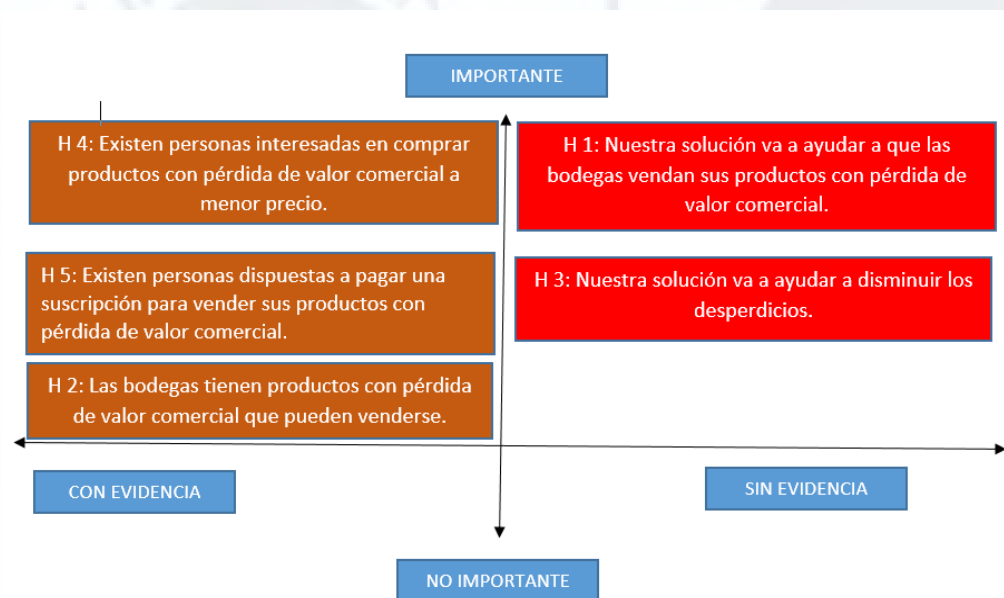 IMPORTANTE
H 4: Existen personas interesadas en comprar
productos con pérdida de valor comercial a
menor precio.
H 1: Nuestra solución va a ayudar a que las
bodegas vendan sus productos con pérdida de
valor comercial.
H 5: Existen personas dispuestas a pagar una
suscripción para vender sus productos con
pérdida de valor comercial.
H 3: Nuestra solución va a ayudar a disminuir los
desperdicios.
H 2: Las bodegas tienen productos con pérdida
de valor comercial que pueden venderse.
CON EVIDENCIA
SIN EVIDENCIA
NO IMPORTANTE